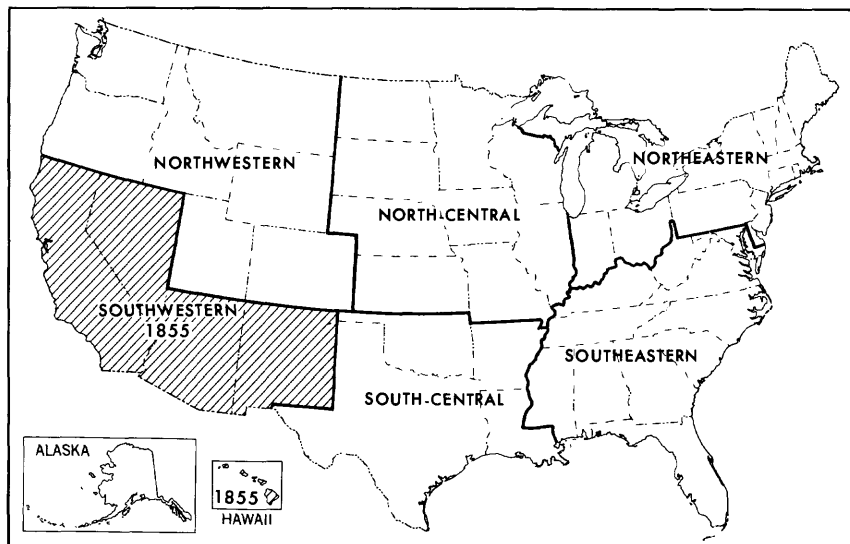 NORTHWESTERN
NORTHEASTERN
NORTH-CENTRAL
SOUTHWESTERN
1855
SOUTHEASTERN
SOUTH-CENTRAL
ALASKA
1855
HAWAII